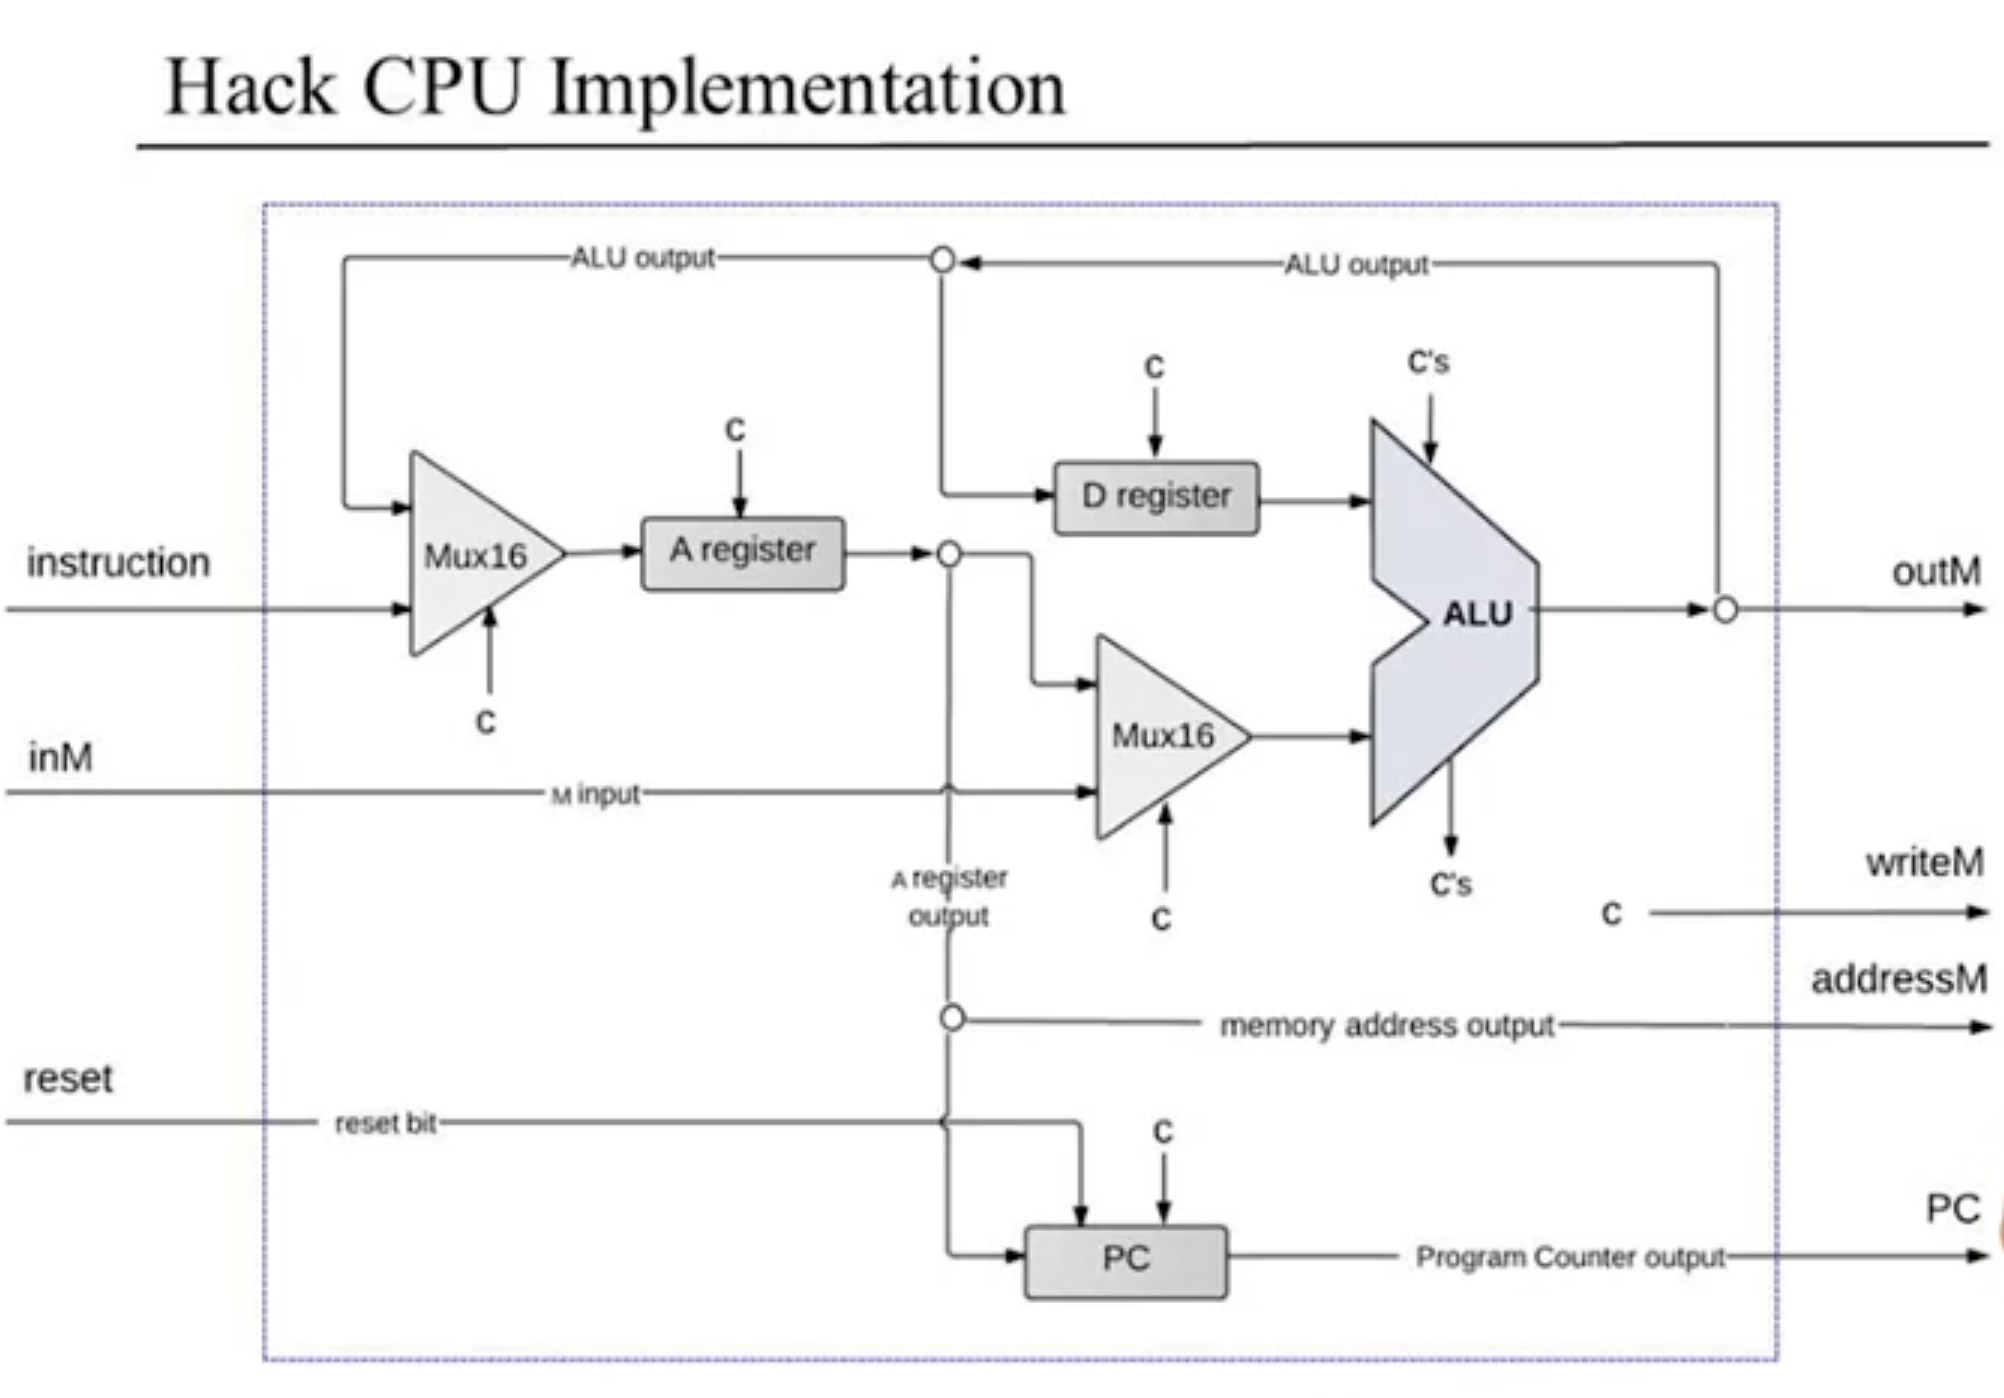 Hack CPU Implementation
ALU output
ALU output
C
C's
C
D register
instruction
Mux16
A register
ALU
outM
C
Mux16
inM
M input
writeM
A register
output
C
C's
C
addressM
memory address output
reset
reset bit
C
PC
PC
Program Counter output